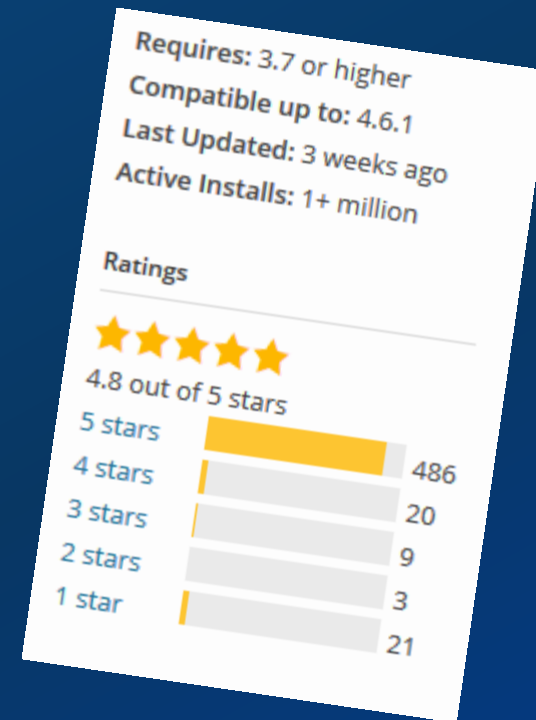 Requires: 3.7 or higher
Compatible up to: 4.6.1
Last Updated: 3 weeks ago
Active Installs: 1+ million
Ratings
4.8 out of 5 stars
5 stars 486
4 stars 20
3 stars 9
2 stars 3
1 star 21